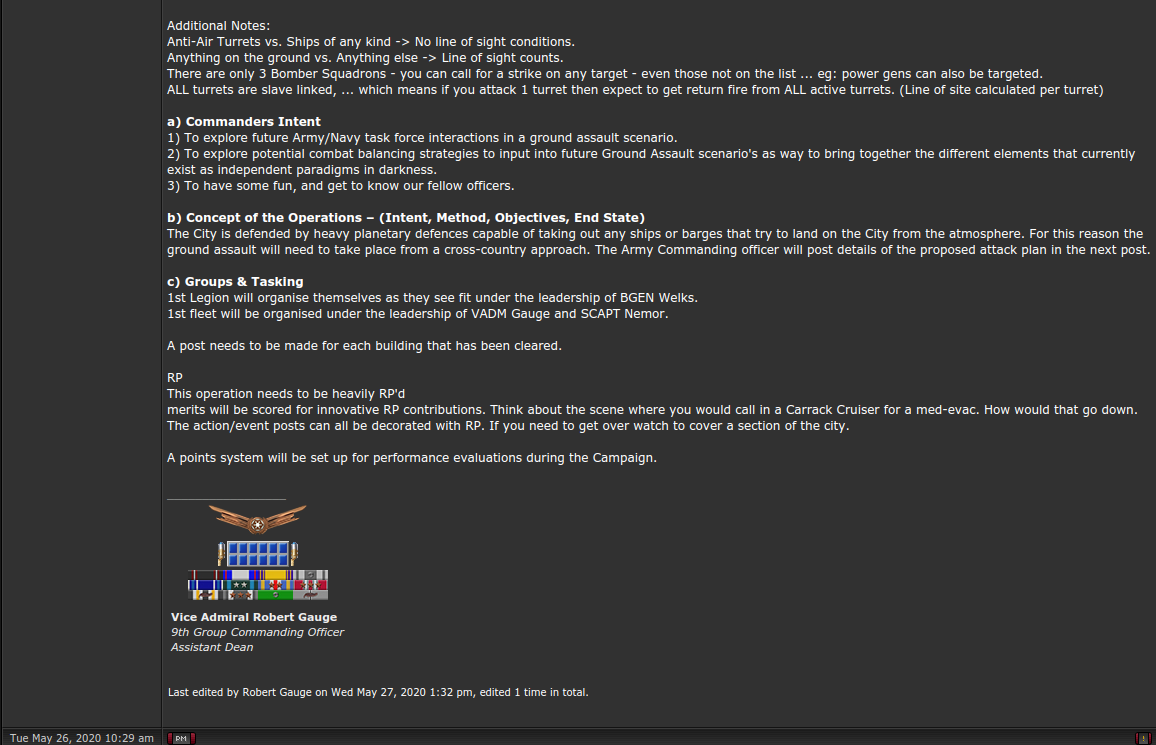 Additional Notes:
Anti-Air Turrets vs. Ships of any kind -> No line of sight conditions.
Anything on the ground vs. Anything else -> Line of sight counts.
There are only 3 Bomber Squadrons - you can call for a strike on any target - even those not on the list ... eg: power gens can also be targeted.
ALL turrets are slave linked, ... which means if you attack 1 turret then expect to get return fire from ALL active turrets. (Line of site calculated per turret)
a) Commanders Intent
1) To explore future Army/Navy task force interactions in a ground assault scenario.
2) To explore potential combat balancing strategies to input into future Ground Assault scenario's as way to bring together the different elements that currently
exist as independent paradigms in darkness.
3) To have some fun, and get to know our fellow officers.
b) Concept of the Operations – (Intent, Method, Objectives, End State)
The City is defended by heavy planetary defences capable of taking out any ships or barges that try to land on the City from the atmosphere. For this reason the
ground assault will need to take place from a cross-country approach. The Army Commanding officer will post details of the proposed attack plan in the next post.
c) Groups & Tasking
1st Legion will organise themselves as they see fit under the leadership of BGEN Welks.
1st fleet will be organised under the leadership of VADM Gauge and SCAPT Nemor.
A post needs to be made for each building that has been cleared.
RP
This operation needs to be heavily RP'd
merits will be scored for innovative RP contributions. Think about the scene where you would call in a Carrack Cruiser for a med-evac. How would that go down.
The action/event posts can all be decorated with RP. If you need to get over watch to cover a section of the city.
A points system will be set up for performance evaluations during the Campaign.
Vice Admiral Robert Gauge
9th Group Commanding Officer
Assistant Dean
Last edited by Robert Gauge on Wed May 27, 2020 1:32 pm, edited 1 time in total.
Tue May 26, 2020 10:29 am
PM
!